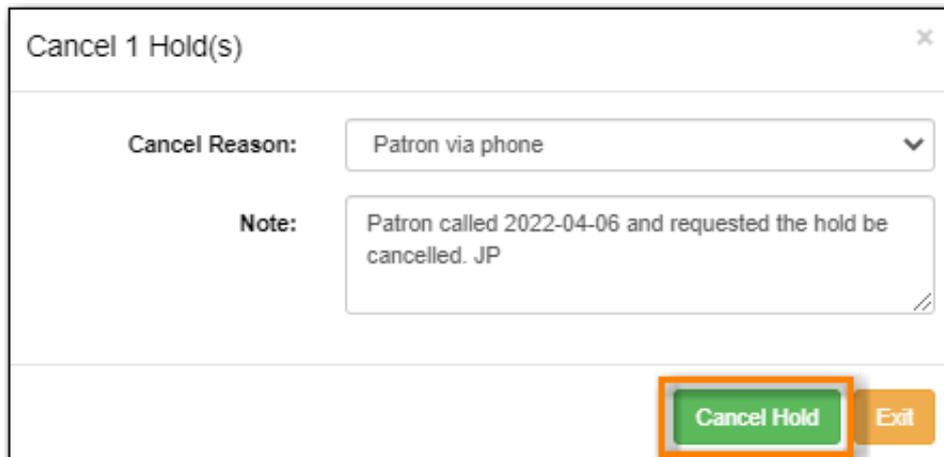 Cancel 1 Hold(s)
×
Cancel Reason: Patron via phone
Note: Patron called 2022-04-06 and requested the hold be
cancelled. JP
Cancel Hold Exit